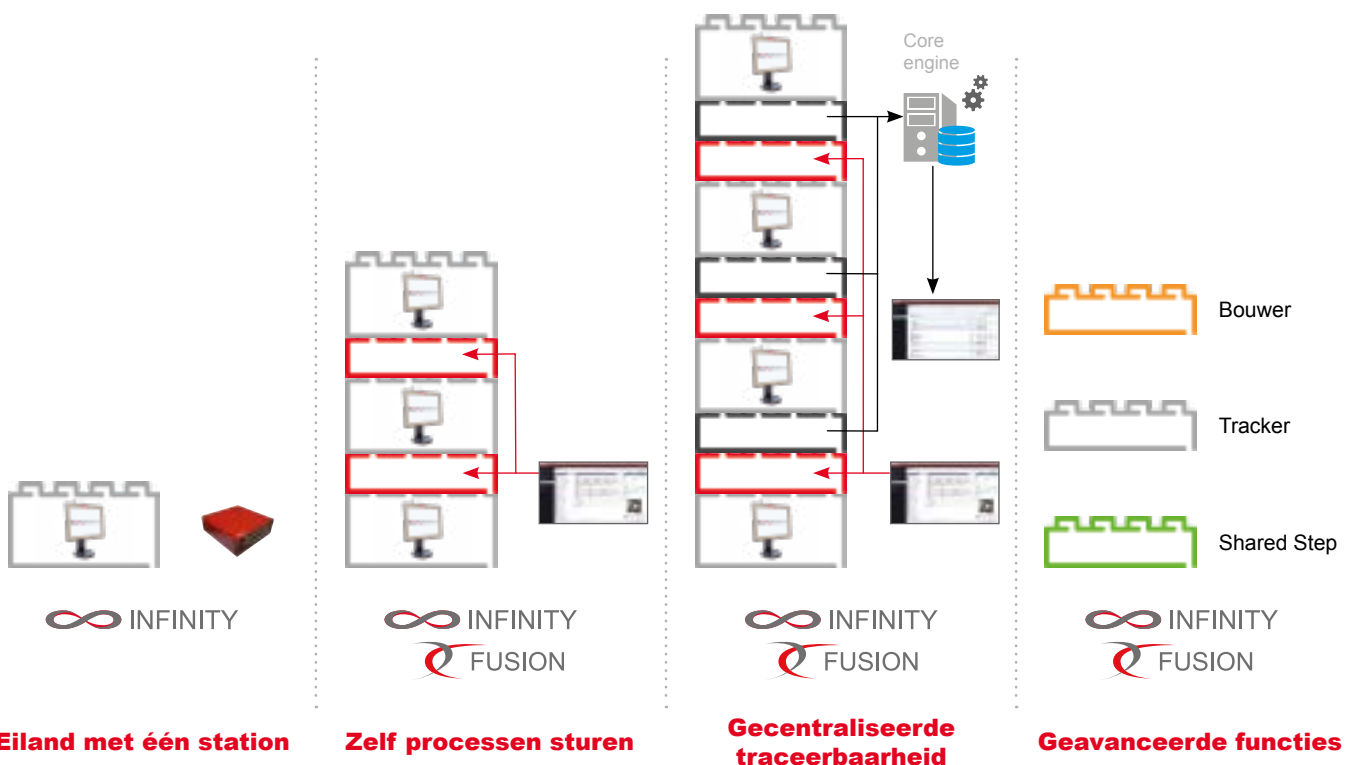 Core
engine
Bouwer
Tracker
Shared Step
INFINITY
INFINITY
FUSION
INFINITY
FUSION
INFINITY
FUSION
Eiland met één station
Zelf processen sturen
Gecentraliseerde
traceerbaarheid
Geavanceerde functies